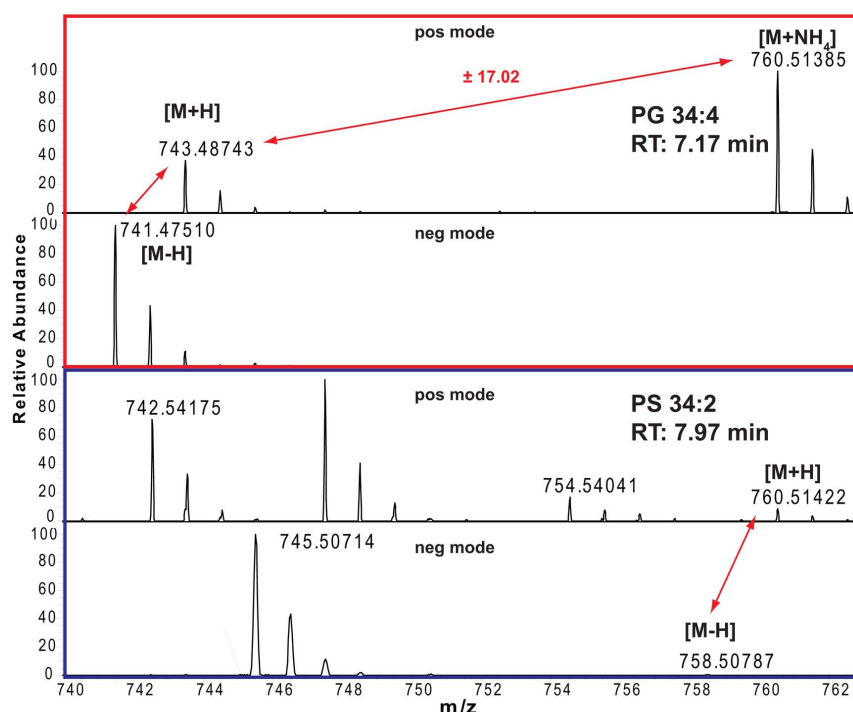 pos mode
[M+NH4]
760.51385
± 17.02
[M+H]
743.48743
PG 34:4
RT: 7.17 min
100
80
60
40
20
0
741.47510
[M-H]
neg mode
100
80
60
40
20
0
Relative Abundance
pos mode
742.54175
PS 34:2
RT: 7.97 min
754.54041
[M+H]
760.51422
100
80
60
40
20
0
neg mode
745.50714
[M-H]
758.50787
100
80
60
40
20
0
740 742 744 746 748 750 752 754 756 758 760 762
m/z